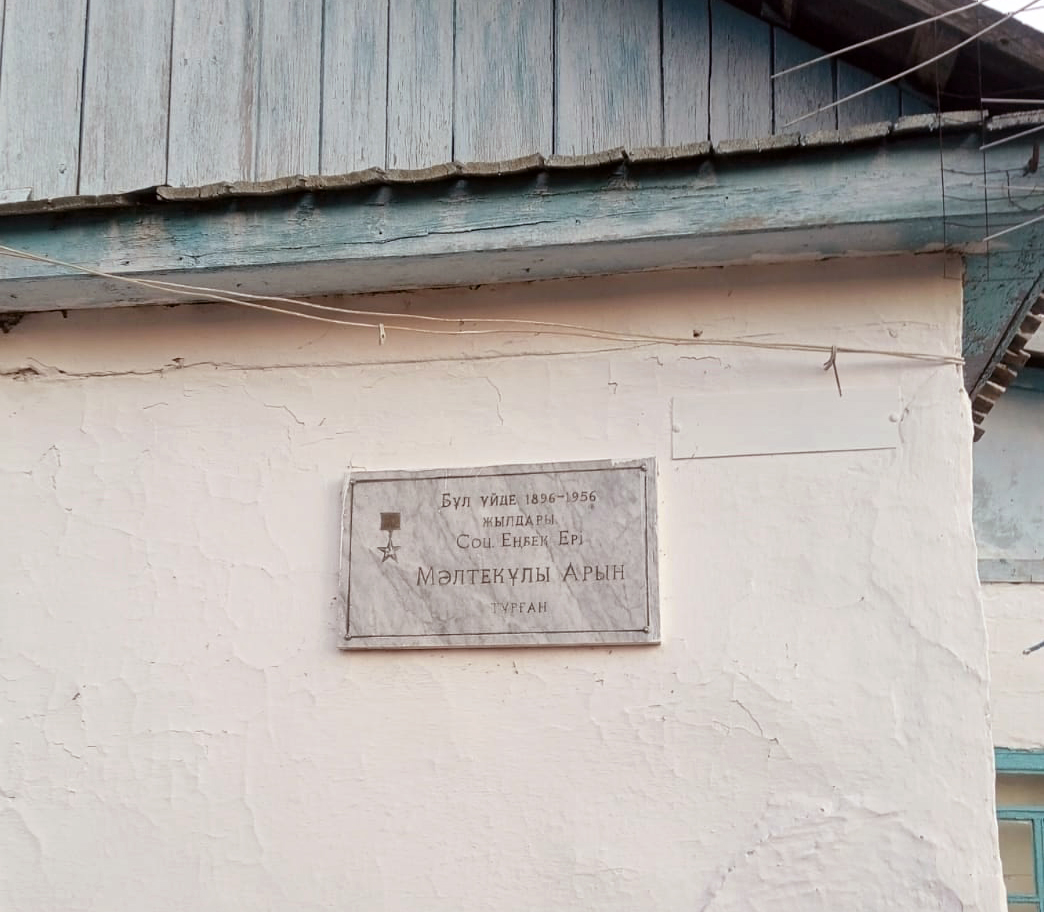 Бұл үйде 1896-1956
жылдары
Соц. Еңбек Ері
Мәлтекұлы Арын
тұрған